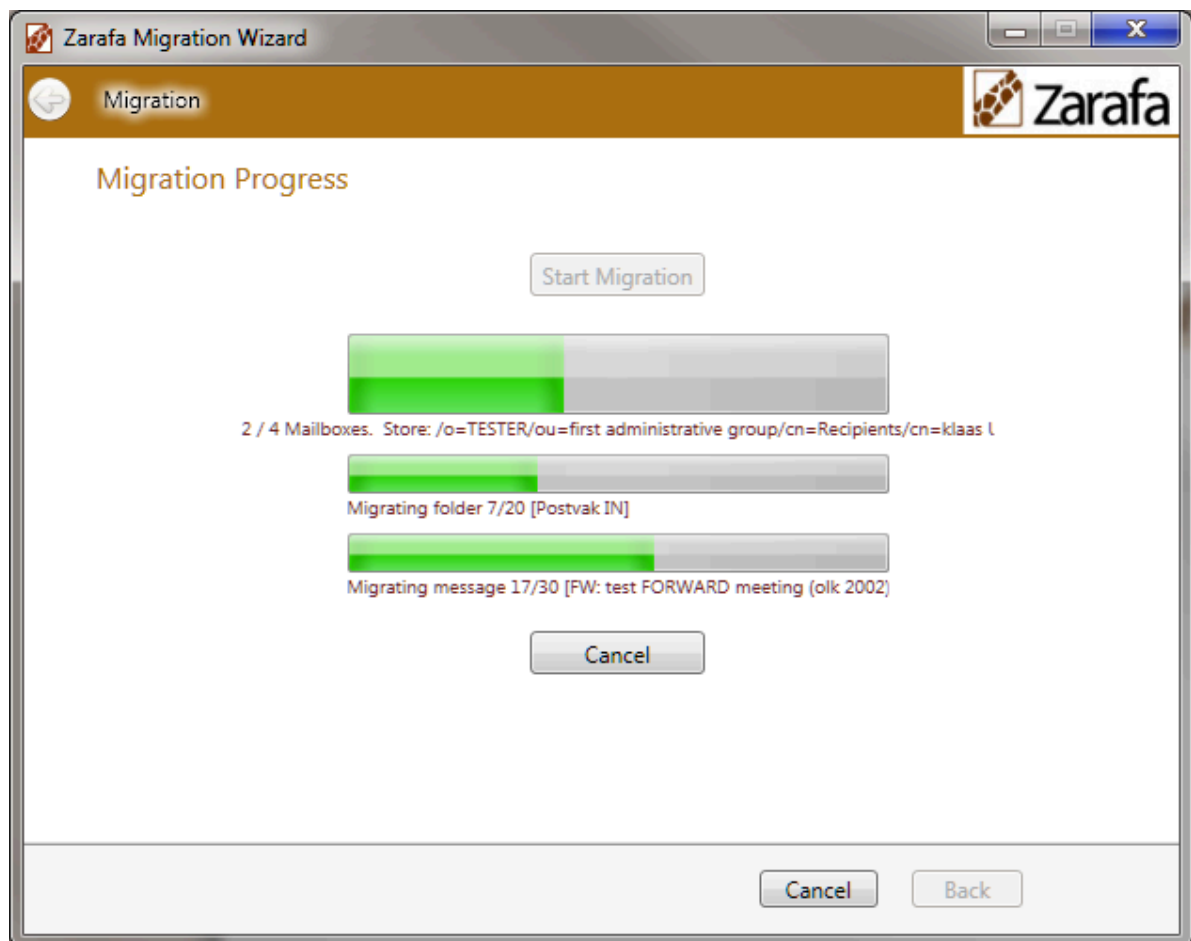 Zarafa Migration Wizard
Migration
Zarafa
Migration Progress
Start Migration
2 / 4 Mailboxes.  Store: /o=TESTER/ou=first administrative group/cn=Recipients/cn=klaas
Migrating folder 7/20 [Postvak IN]
Migrating message 17/30 [FW: test FORWARD meeting (olk 2002)
Cancel
Cancel
Back